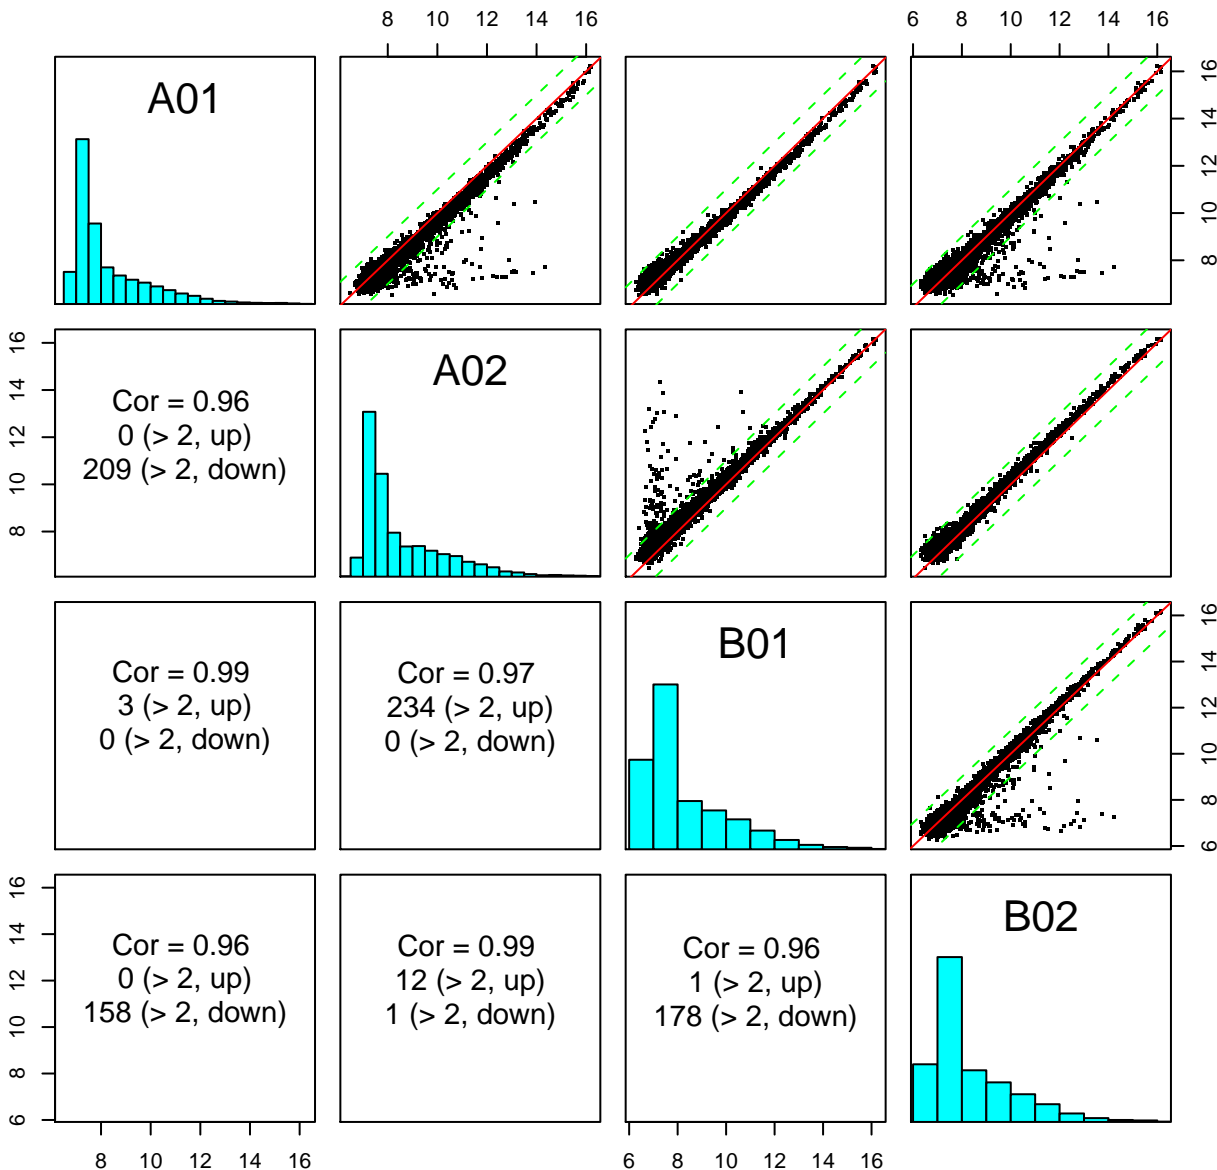 8 10 12 14 16
6 8 10 12 14 16
A01
8 10 12 14 16
8 10 12 14 16
Cor = 0.96
0 (> 2, up)
209 (> 2, down)
A02
Cor = 0.99
3 (> 2, up)
0 (> 2, down)
Cor = 0.97
234 (> 2, up)
0 (> 2, down)
B01
6 8 10 12 14 16
6 8 10 12 14 16
Cor = 0.96
0 (> 2, up)
158 (> 2, down)
Cor = 0.99
12 (> 2, up)
1 (> 2, down)
Cor = 0.96
1 (> 2, up)
178 (> 2, down)
B02
8 10 12 14 16
6 8 10 12 14 16